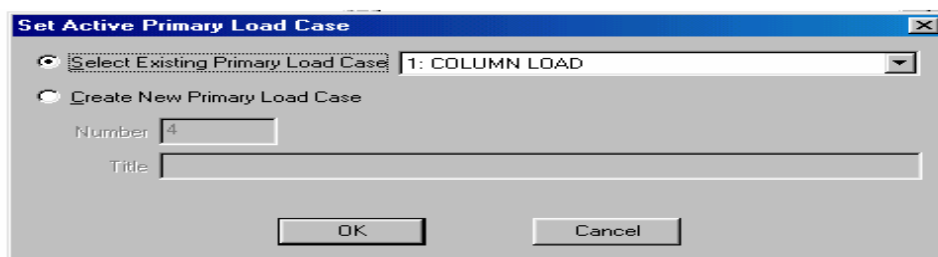 Set Active Primary Load Case
Select Existing Primary Load Case 1: COLUMN LOAD
Create New Primary Load Case
Number 4
Title
OK Cancel